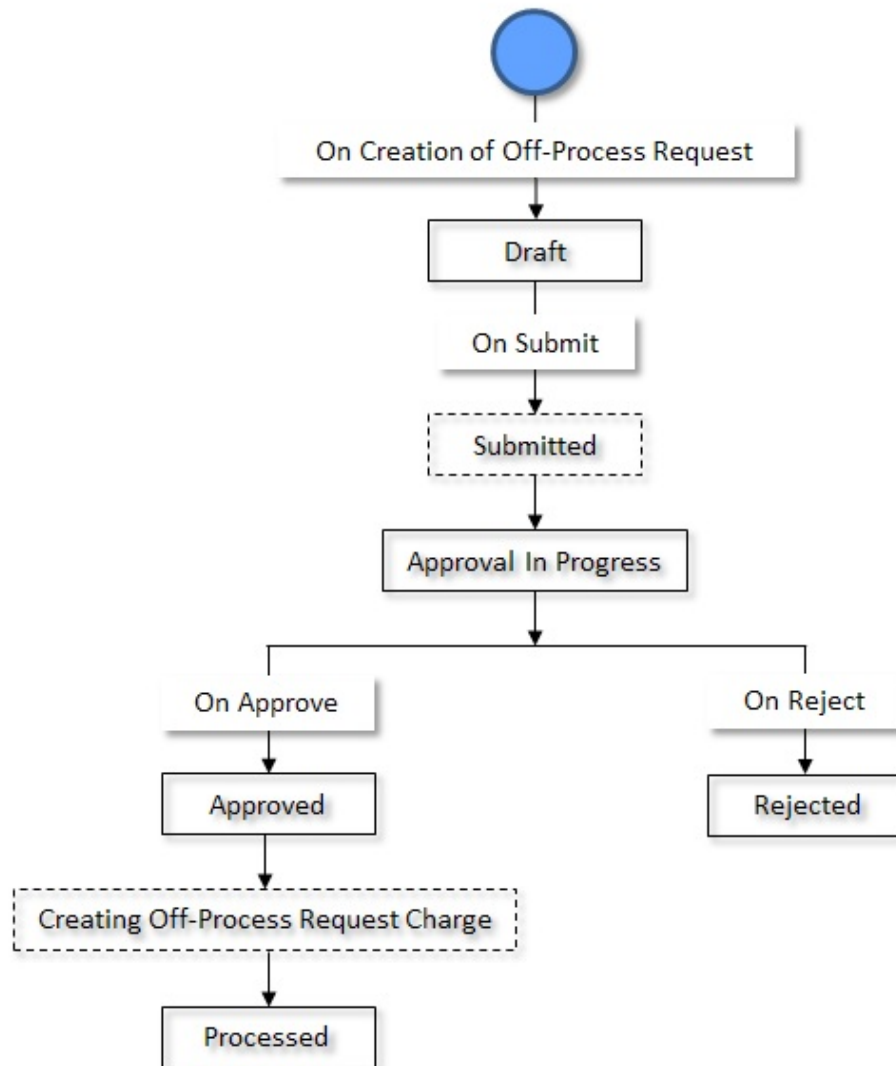 On Creation of Off-Process Request
Draft
On Submit
Submitted
Approval In Progress
On Approve
On Reject
Approved
Rejected
Creating Off-Process Request Charge
Processed